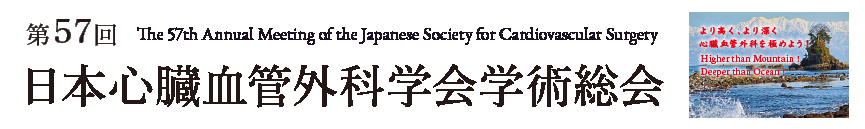 第57回 The 57th Annual Meeting of the Japanese Society for Cardiovascular Surgery
日本心臓血管外科学会学術総会
より高く、より深く
心臓血管外科を極めよう！
Higher than Mountain！
Deeper than Ocean